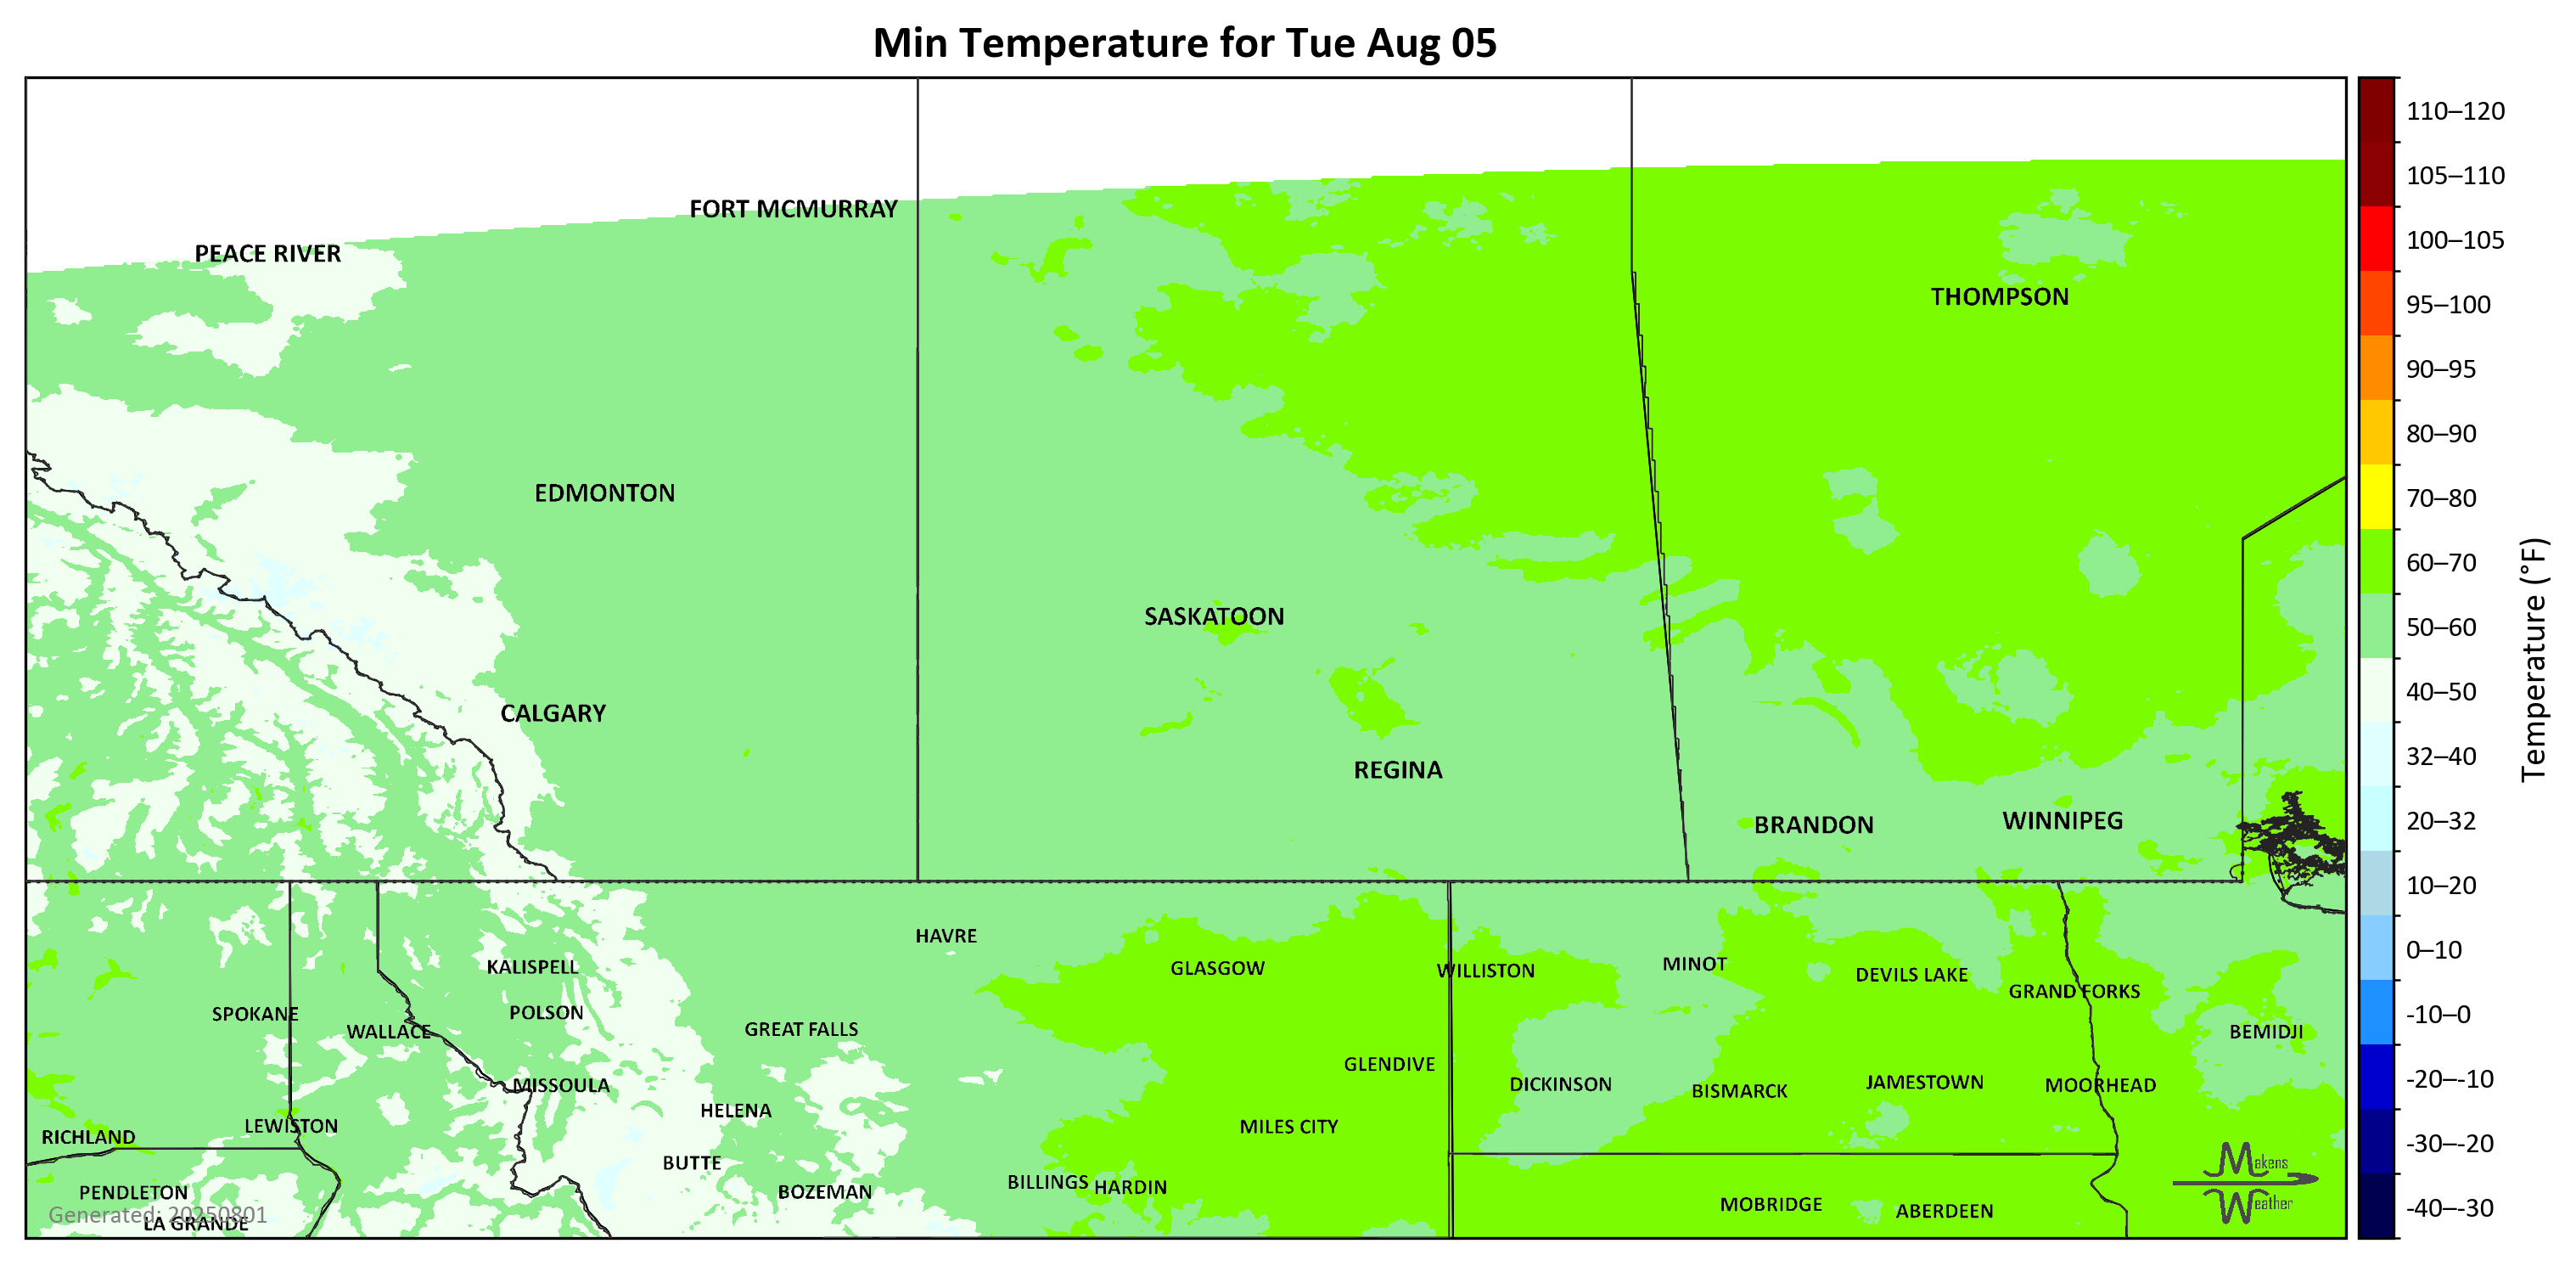 Min Temperature for Tue Aug 05
110–120
105–110
FORT MCMURRAY
100–105
PEACE RIVER
THOMPSON
95–100
90–95
80–90
EDMONTON
70–80
60–70
SASKATOON
50–60
Temperature (°F)
40–50
CALGARY
32–40
REGINA
20–32
BRANDON
WINNIPEG
10–20
HAVRE
0–10
KALISPELL
GLASGOW
WILLISTON
MINOT
DEVILS LAKE
GRAND FORKS
SPOKANE
POLSON
-10–0
WALLACE
GREAT FALLS
BEMIDJI
GLENDIVE
-20–-10
MISSOULA
DICKINSON
BISMARCK
JAMESTOWN
MOORHEAD
HELENA
LEWISTON
MILES CITY
RICHLAND
-30–-20
BUTTE
Makens
Weather
PENDLETON
BOZEMAN
BILLINGS
HARDIN
MOBRIDGE
ABERDEEN
-40–-30
Generated: 20250801
LA GRANDE